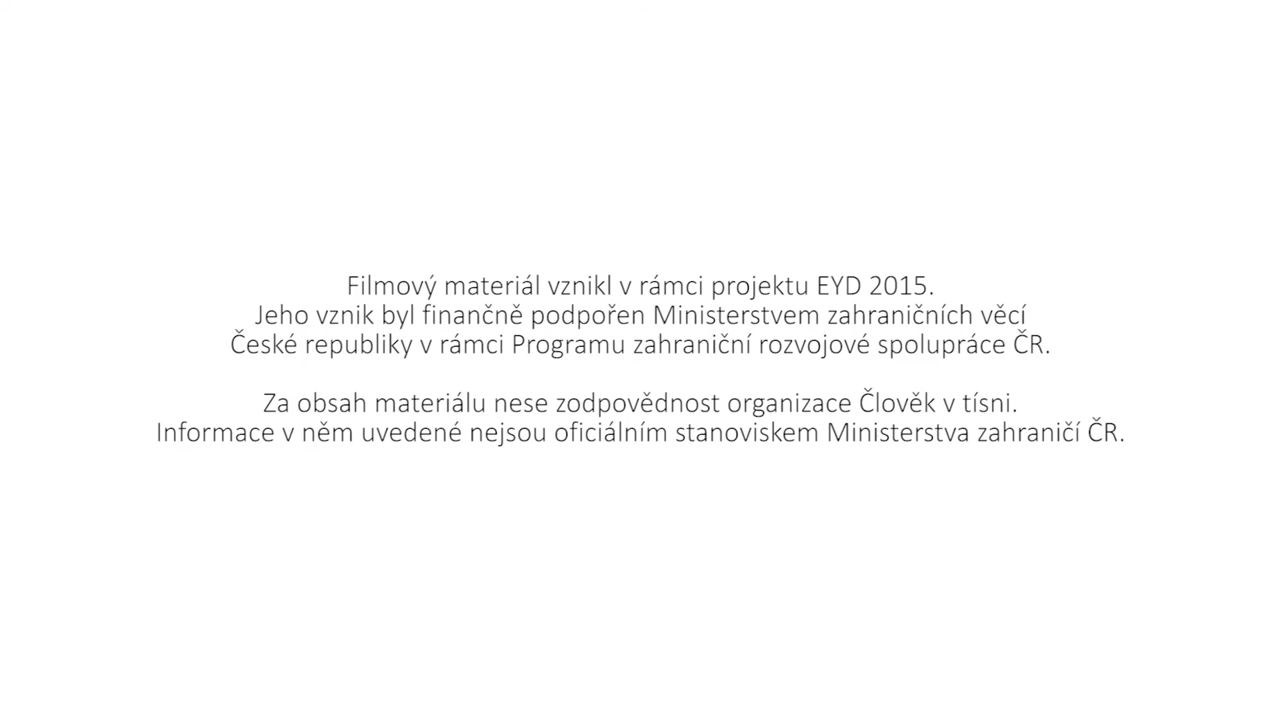 Filmový materiál vznikl v rámci projektu EYD 2015.
Jeho vznik byl finančně podpořen Ministerstvem zahraničních věcí
České republiky v rámci Programu zahraniční rozvojové spolupráce ČR.
Za obsah materiálu nese zodpovědnost organizace Člověk v tísni.
Informace v něm uvedené nejsou oficiálním stanoviskem Ministerstva zahraničí ČR.